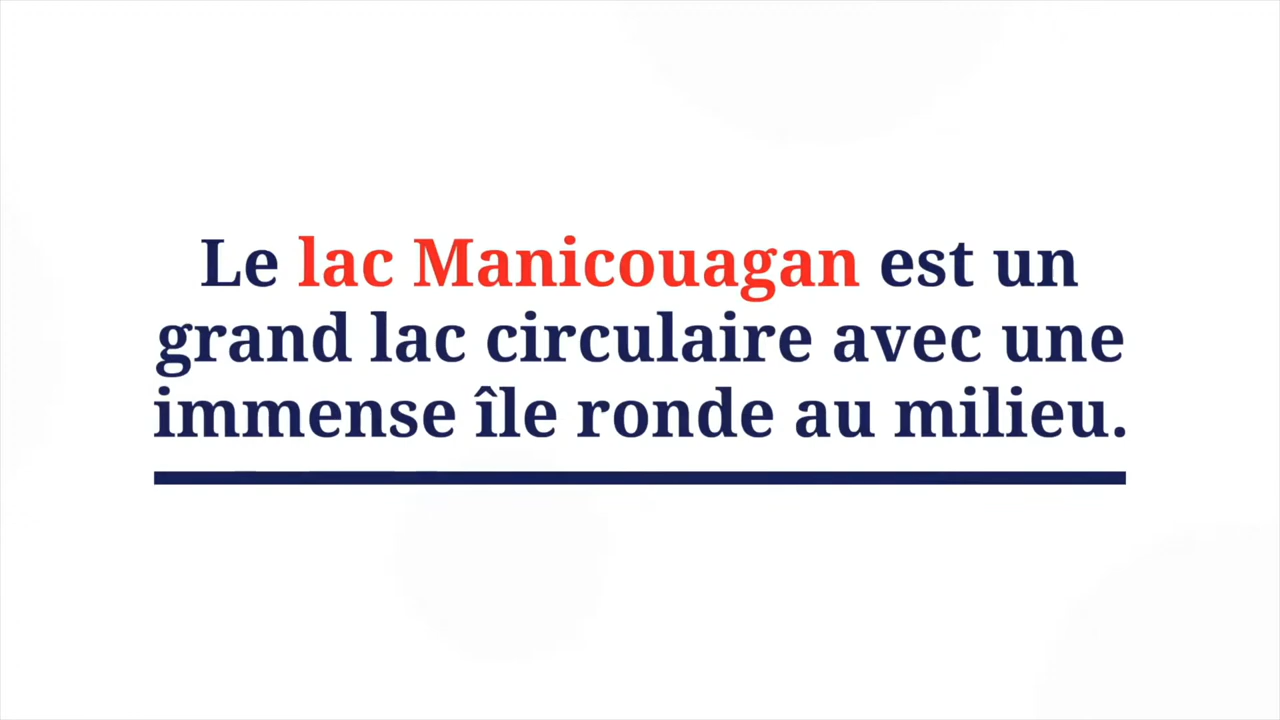 Le lac Manicouagan est un
grand lac circulaire avec une
immense île ronde au milieu.